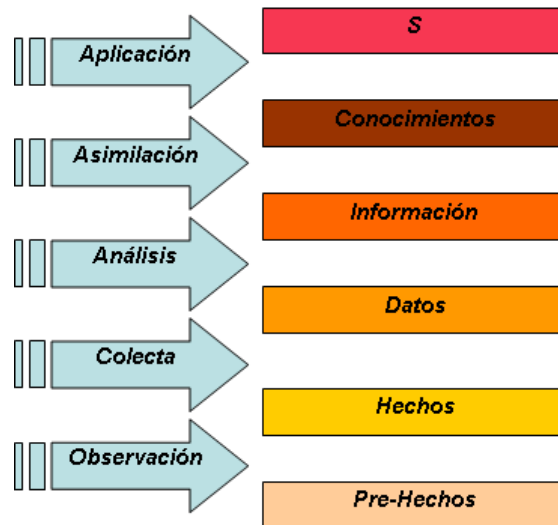 S
Aplicación
Conocimientos
Asimilación
Información
Análisis
Datos
Colecta
Hechos
Observación
Pre-Hechos